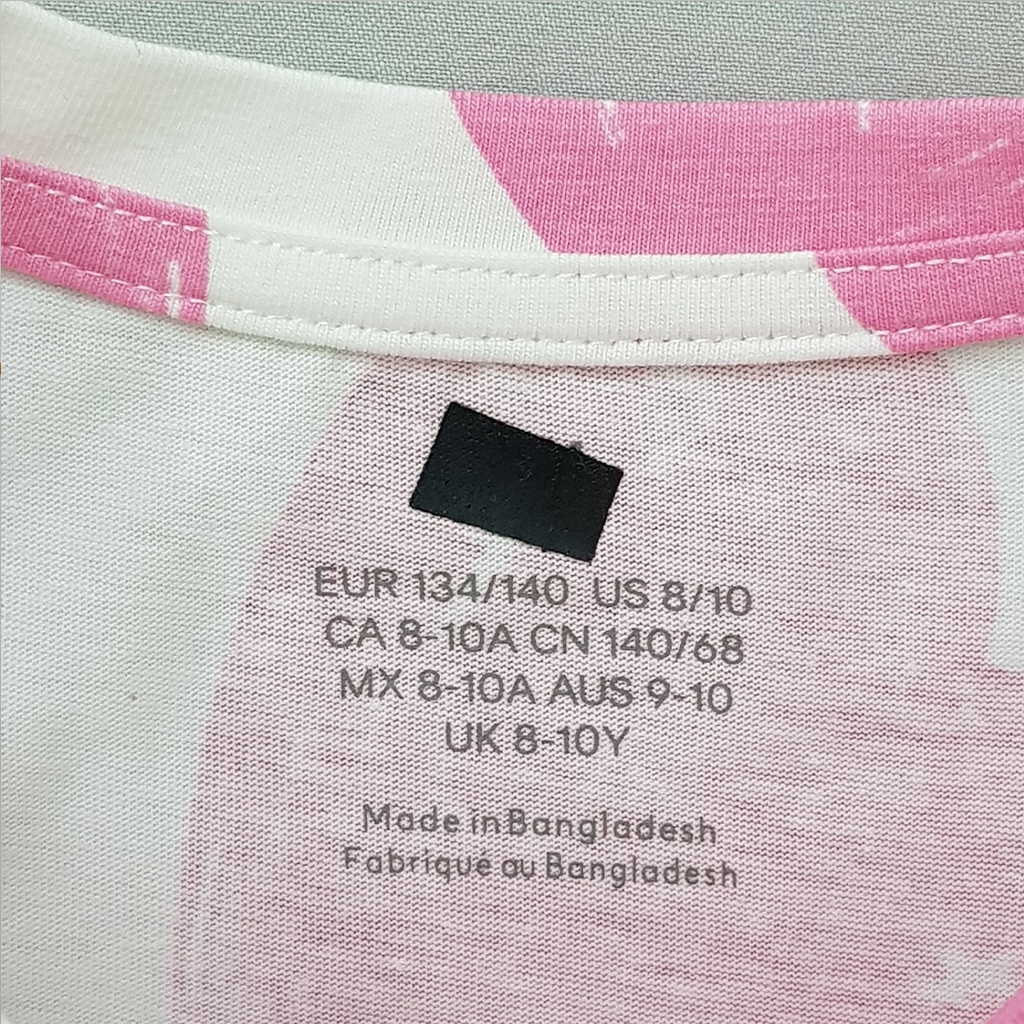 EUR 134/140 US 8/10
CA 8-10A CN 140/68
MX 8-10A AUS 9-10
UK 8-10Y
Made in Bangladesh
Fabriqué au Bangladesh